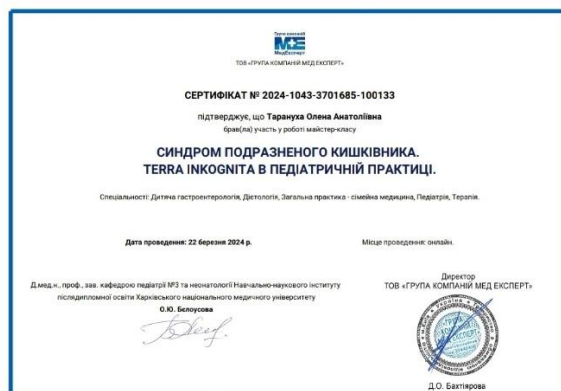 Група компаній
МЕ
МедЕксперт
ТОВ «ГРУПА КОМПАНІЙ МЕД ЕКСПЕРТ»
СЕРТИФІКАТ № 2024-1043-3701685-100133
підтверджує, що Тарануха Олена Анатоліївна
брав(ла) участь у роботі майстер-класу
СИНДРОМ ПОДРАЗНЕНОГО КИШКІВНИКА.
TERRA INKOGNITA В ПЕДІАТРИЧНІЙ ПРАКТИЦІ.
Спеціальності: Дитяча гастроентерологія, Дієтологія, Загальна практика - сімейна медицина, Педіатрія, Терапія.
Дата проведення: 22 березня 2024 р.
Місце проведення: онлайн.
Д.мед.н., проф., зав. кафедрою педіатрії №3 та неонатології Навчально-наукового інституту
післядипломної освіти Харківського національного медичного університету
О.Ю. Бєлоусова
Директор
ТОВ «ГРУПА КОМПАНІЙ МЕД ЕКСПЕРТ»
Д.О. Бахтіярова